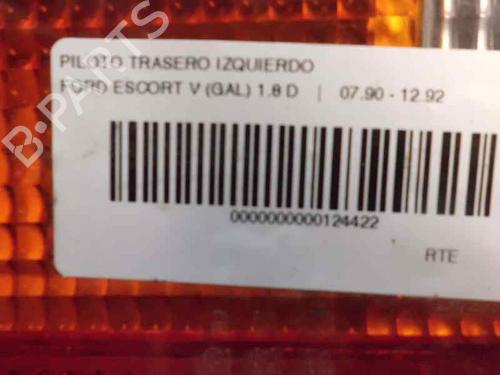 PILOTO TRASERO IZQUIERDO
FORD ESCORT V (GAL) 1.8 D | 07.90 - 12.92
0000000000124422
RTE
B-PARTS